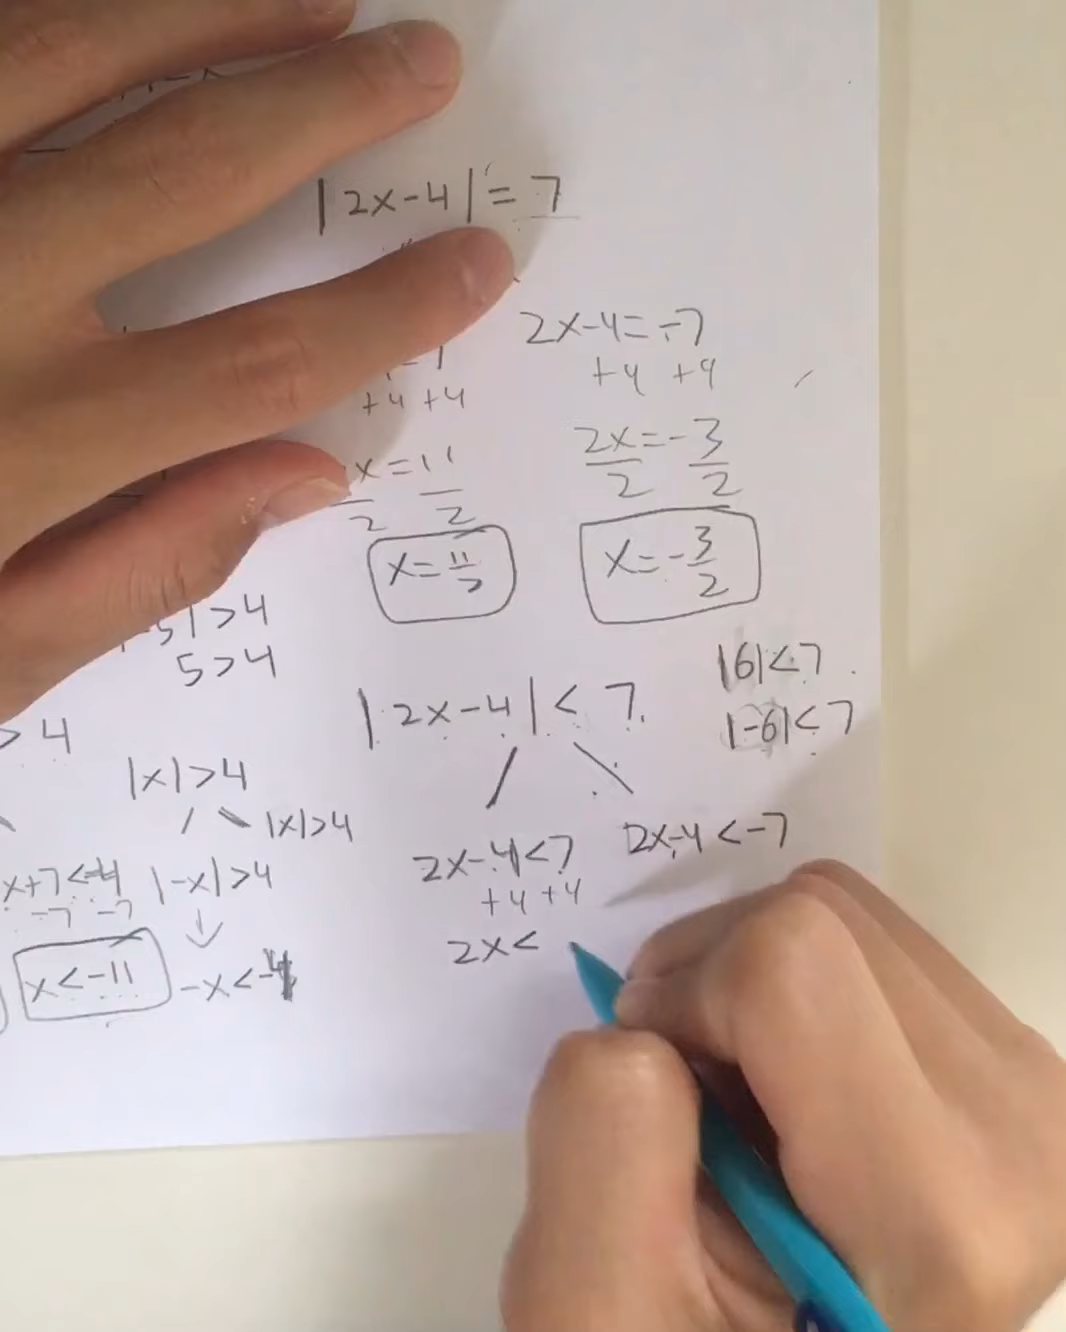 |2x-4|=7
2x-4=-7
+4 +4
+4 +4
x=11
2 2
2x=-3
2 2
x=11/2
x=-3/2
5|>4
5>4
|6|<7
|-6|<7
|2x-4|<7
> 4
|x|>4
|x|>4
2x-4<7
2x-4<-7
+4 +4
2x<
x+7<-4
-7 -7
|-x|>4
x<-11
-x<-4